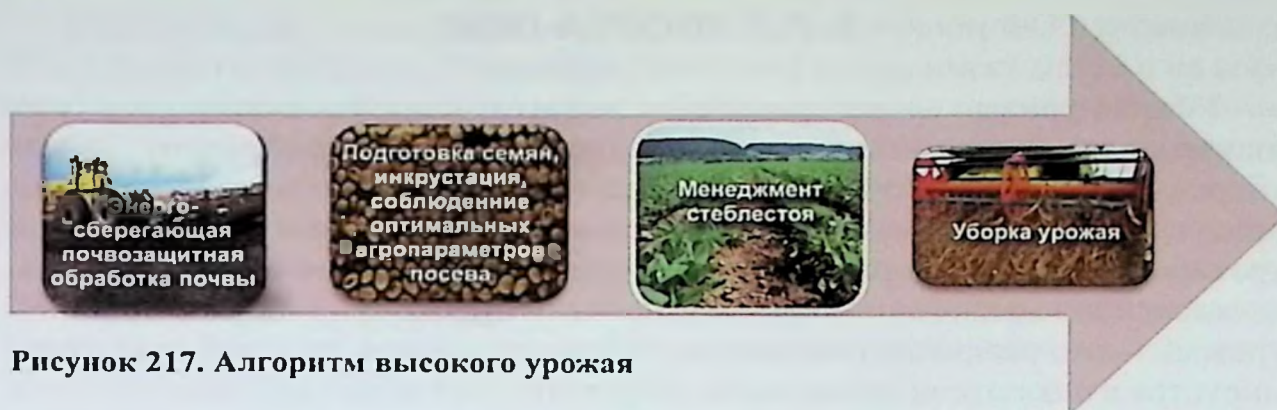 Энерго-
сберегающая
почвозащитная
обработка почвы
Подготовка семян,
инкрустация,
соблюденние
оптимальных
агропараметров
посева
Менеджмент
стеблестоя
Уборка урожая
Рисунок 217. Алгоритм высокого урожая